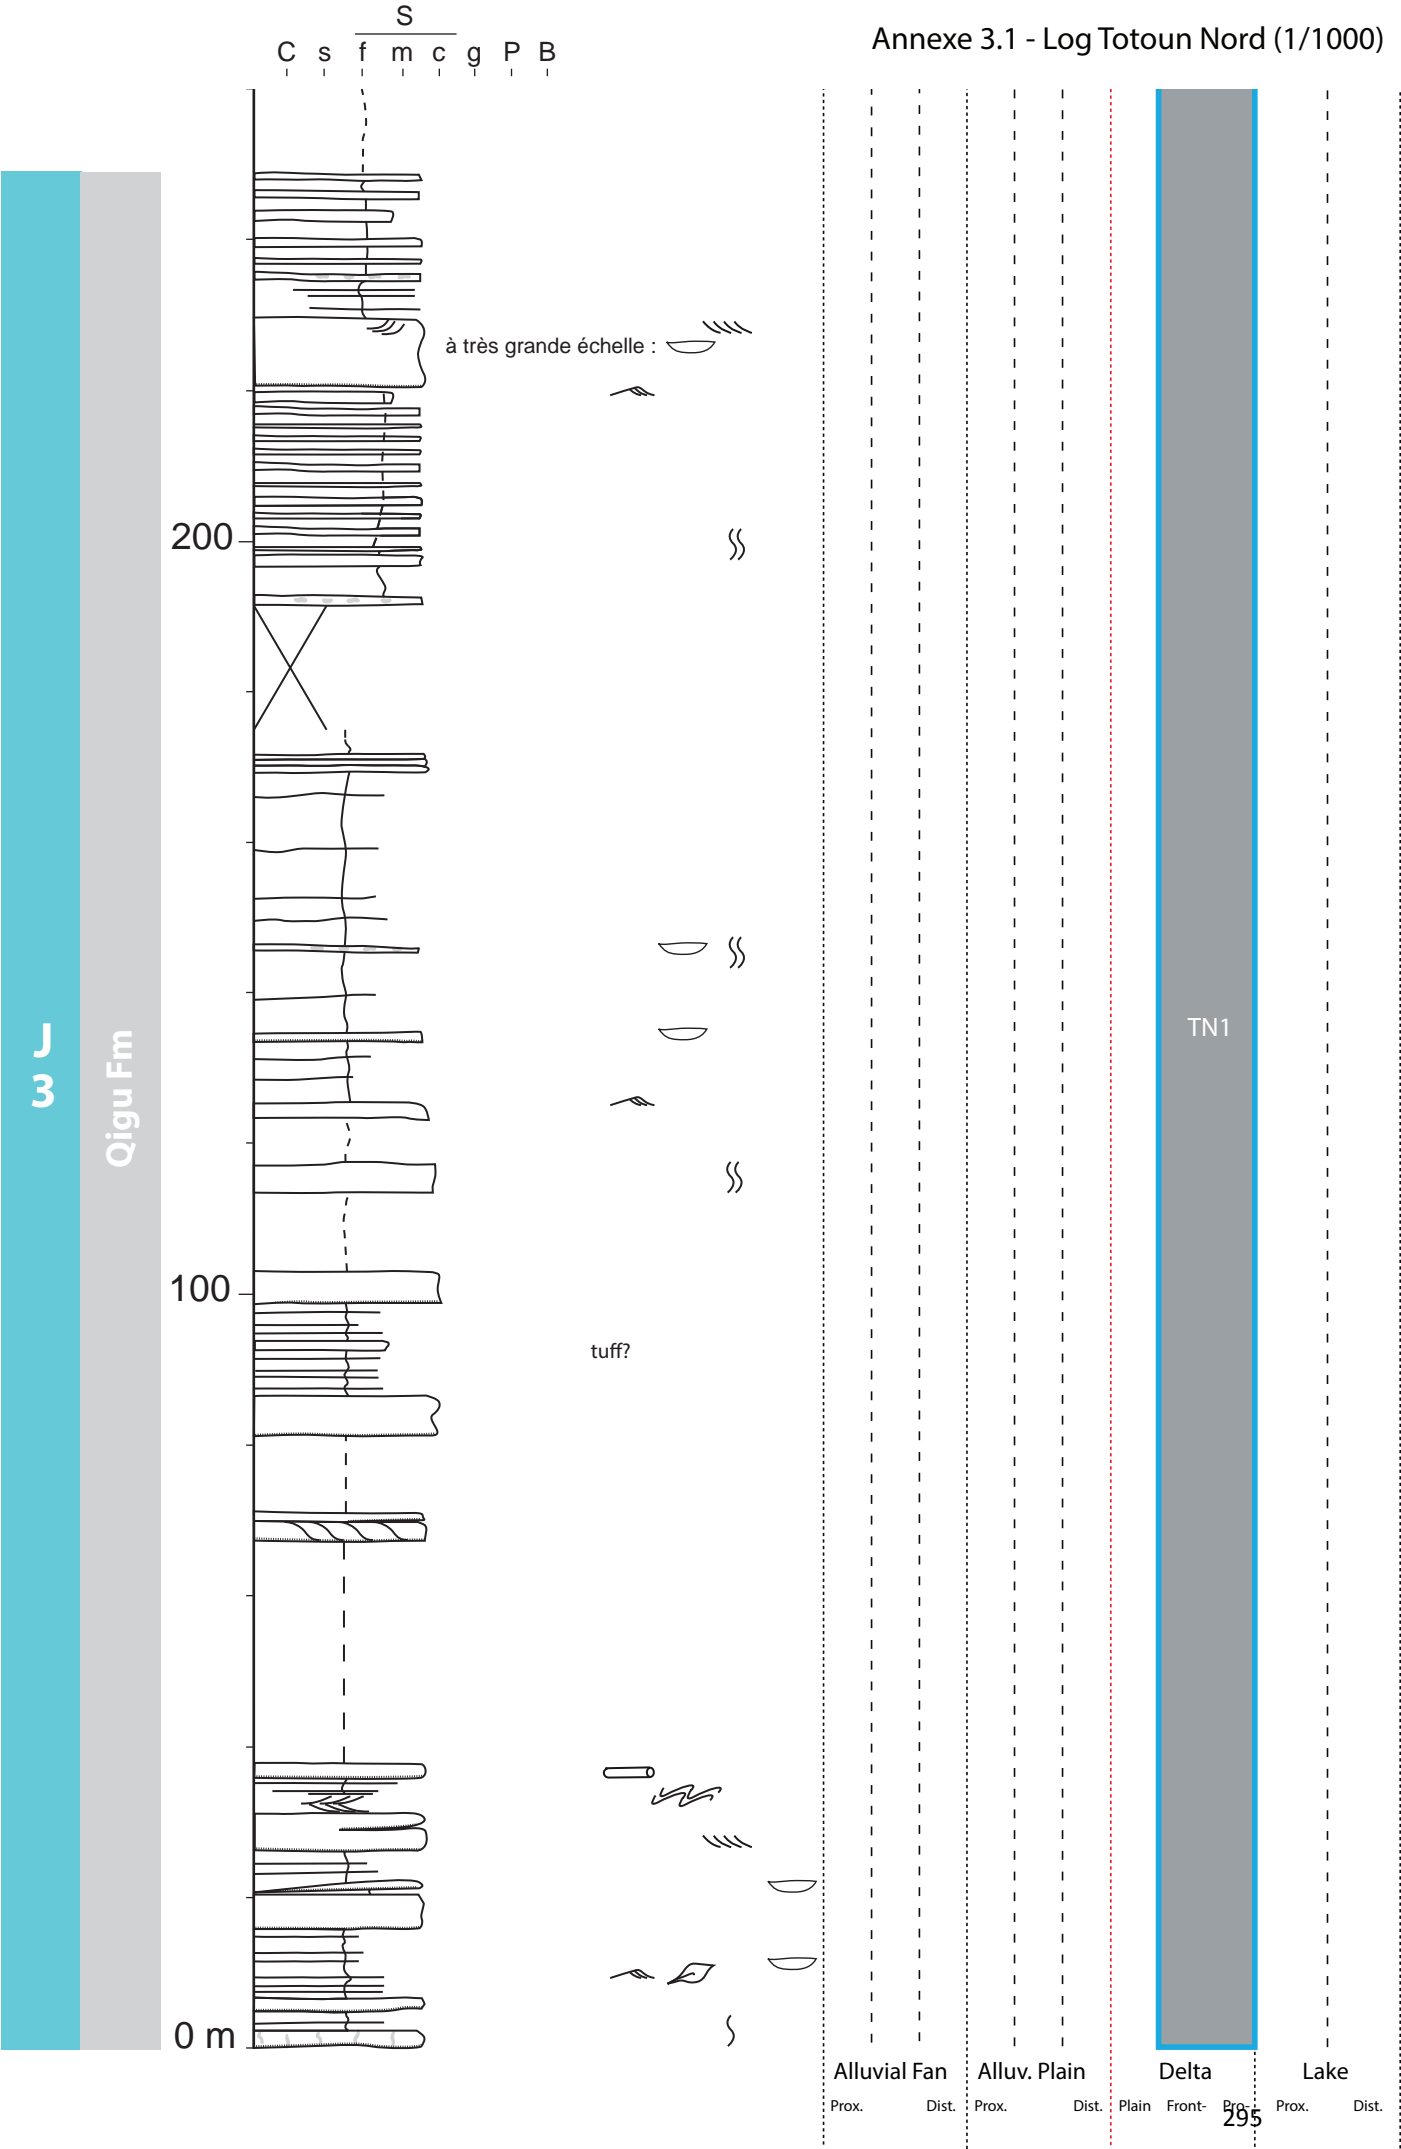 S
C s f m c g P B
Annexe 3.1 - Log Totoun Nord (1/1000)
à très grande échelle :
200
J
3
Qigu Fm
TN1
100
tuff?
0 m
Alluvial Fan Alluv. Plain Delta Lake
Prox. Dist. Prox. Dist. Plain Front- Pro- Prox. Dist.
295